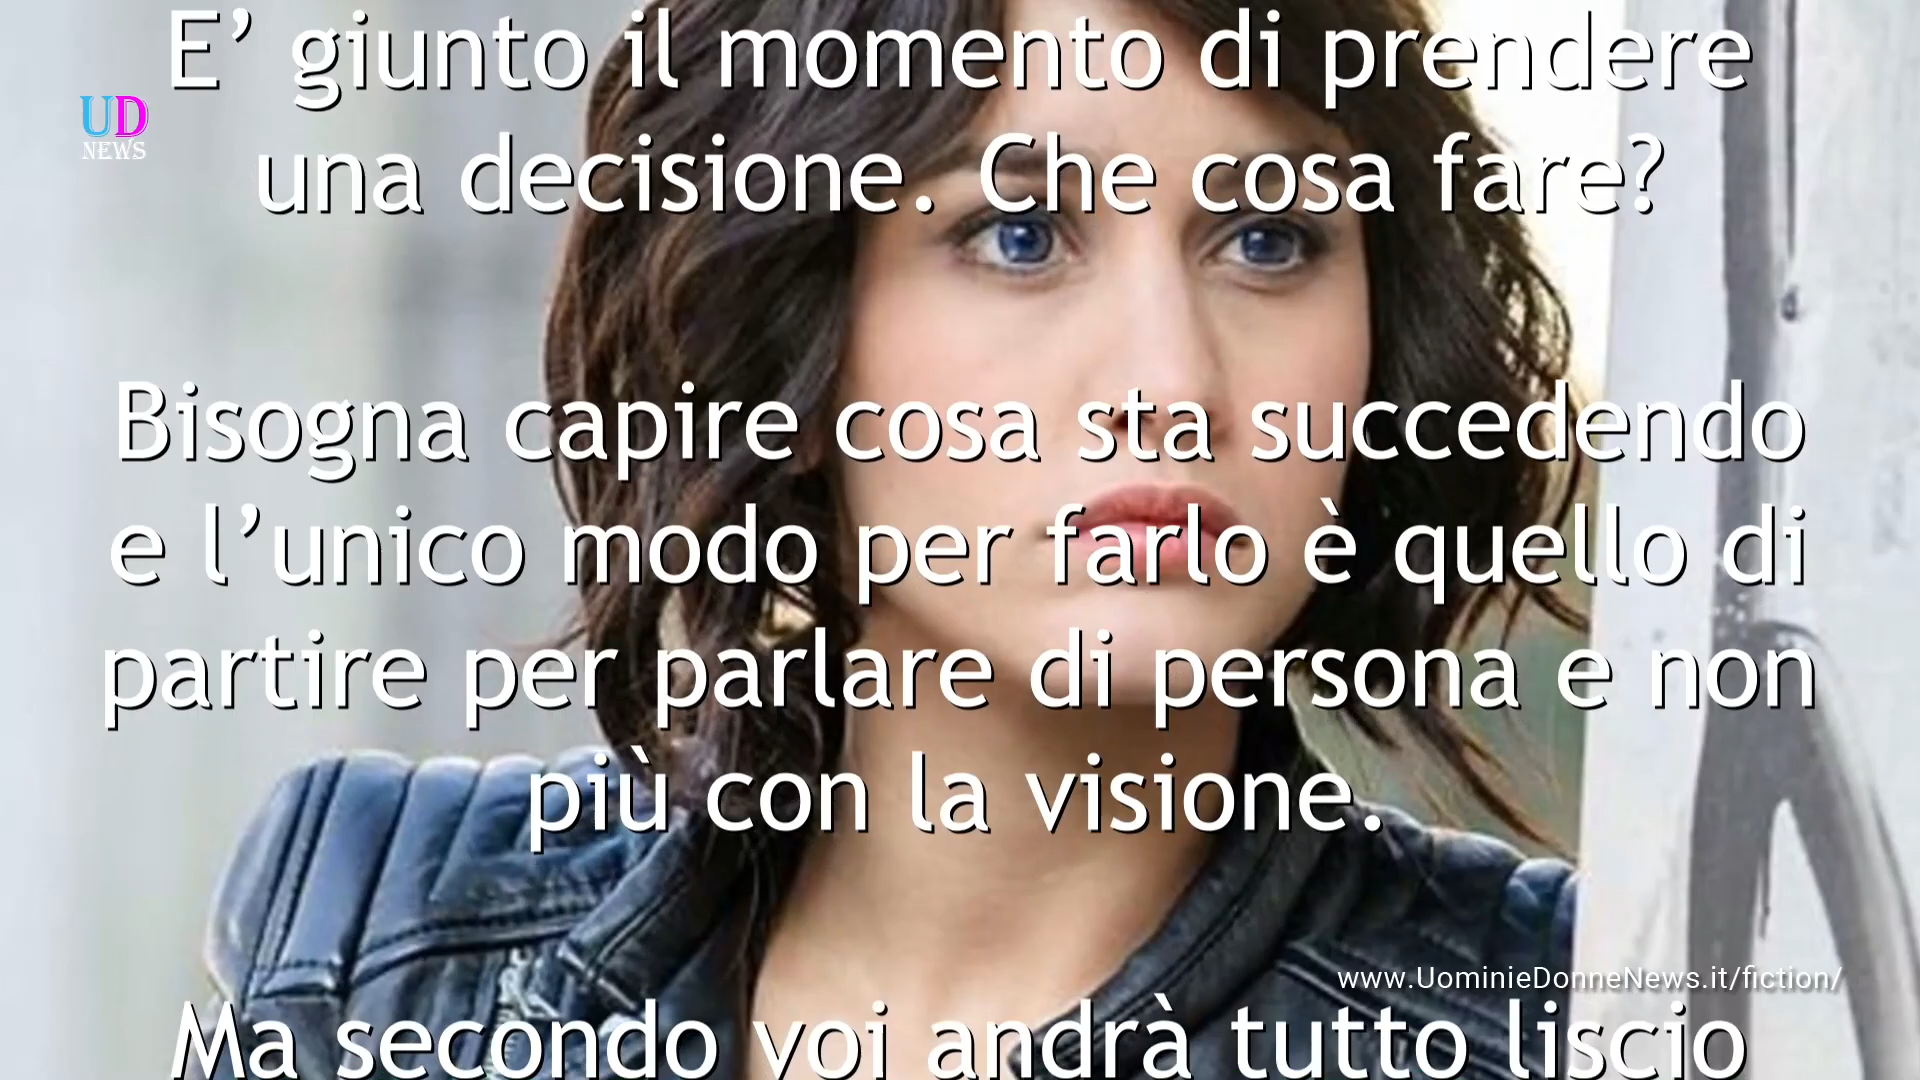 E’ giunto il momento di prendere
UD
NEWS
una decisione. Che cosa fare?
Bisogna capire cosa sta succedendo
e l’unico modo per farlo è quello di
partire per parlare di persona e non
più con la visione.
www.UominieDonneNews.it/fiction/
Ma secondo voi andrà tutto liscio